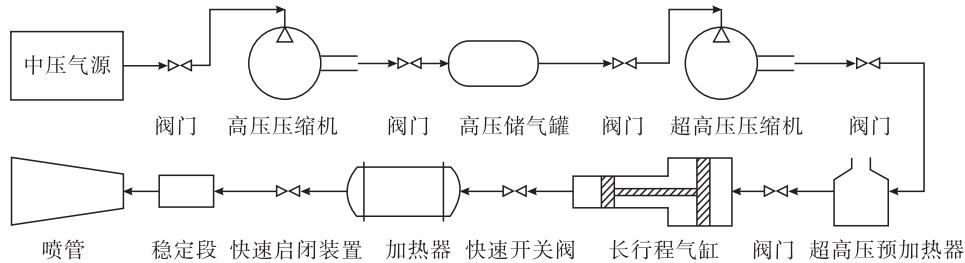 中压气源
阀门 高压压缩机 阀门 高压储气罐 阀门 超高压压缩机 阀门
喷管 稳定段 快速启闭装置 加热器 快速开关阀 长行程气缸 阀门 超高压预加热器